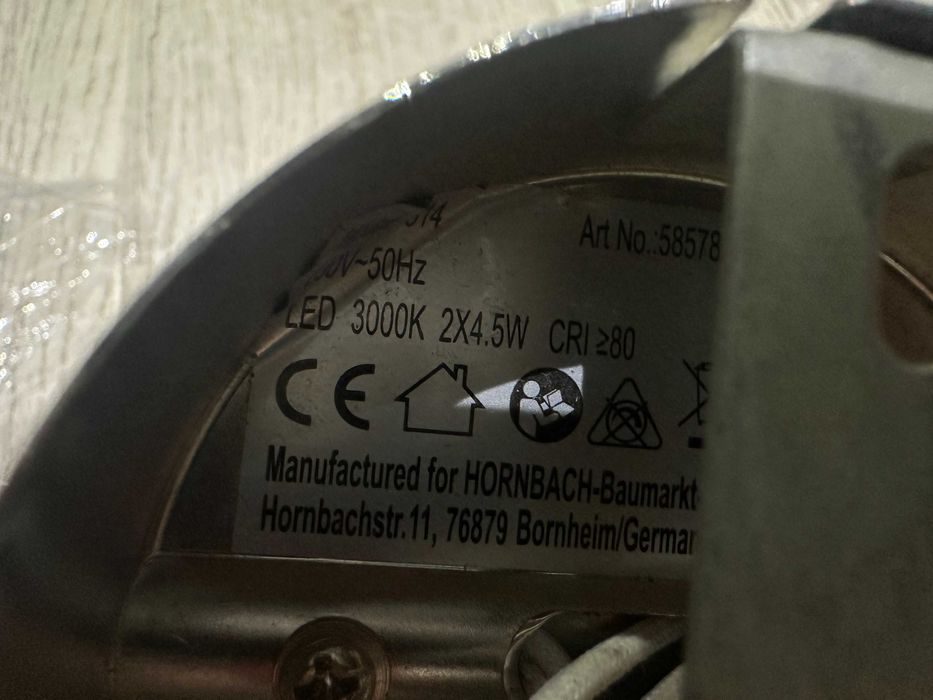 Art No.:58578
~50Hz
LED 3000K 2X4.5W CRI ≥80
CE
Manufactured for HORNBACH-Baumarkt
Hornbachstr.11, 76879 Bornheim/German